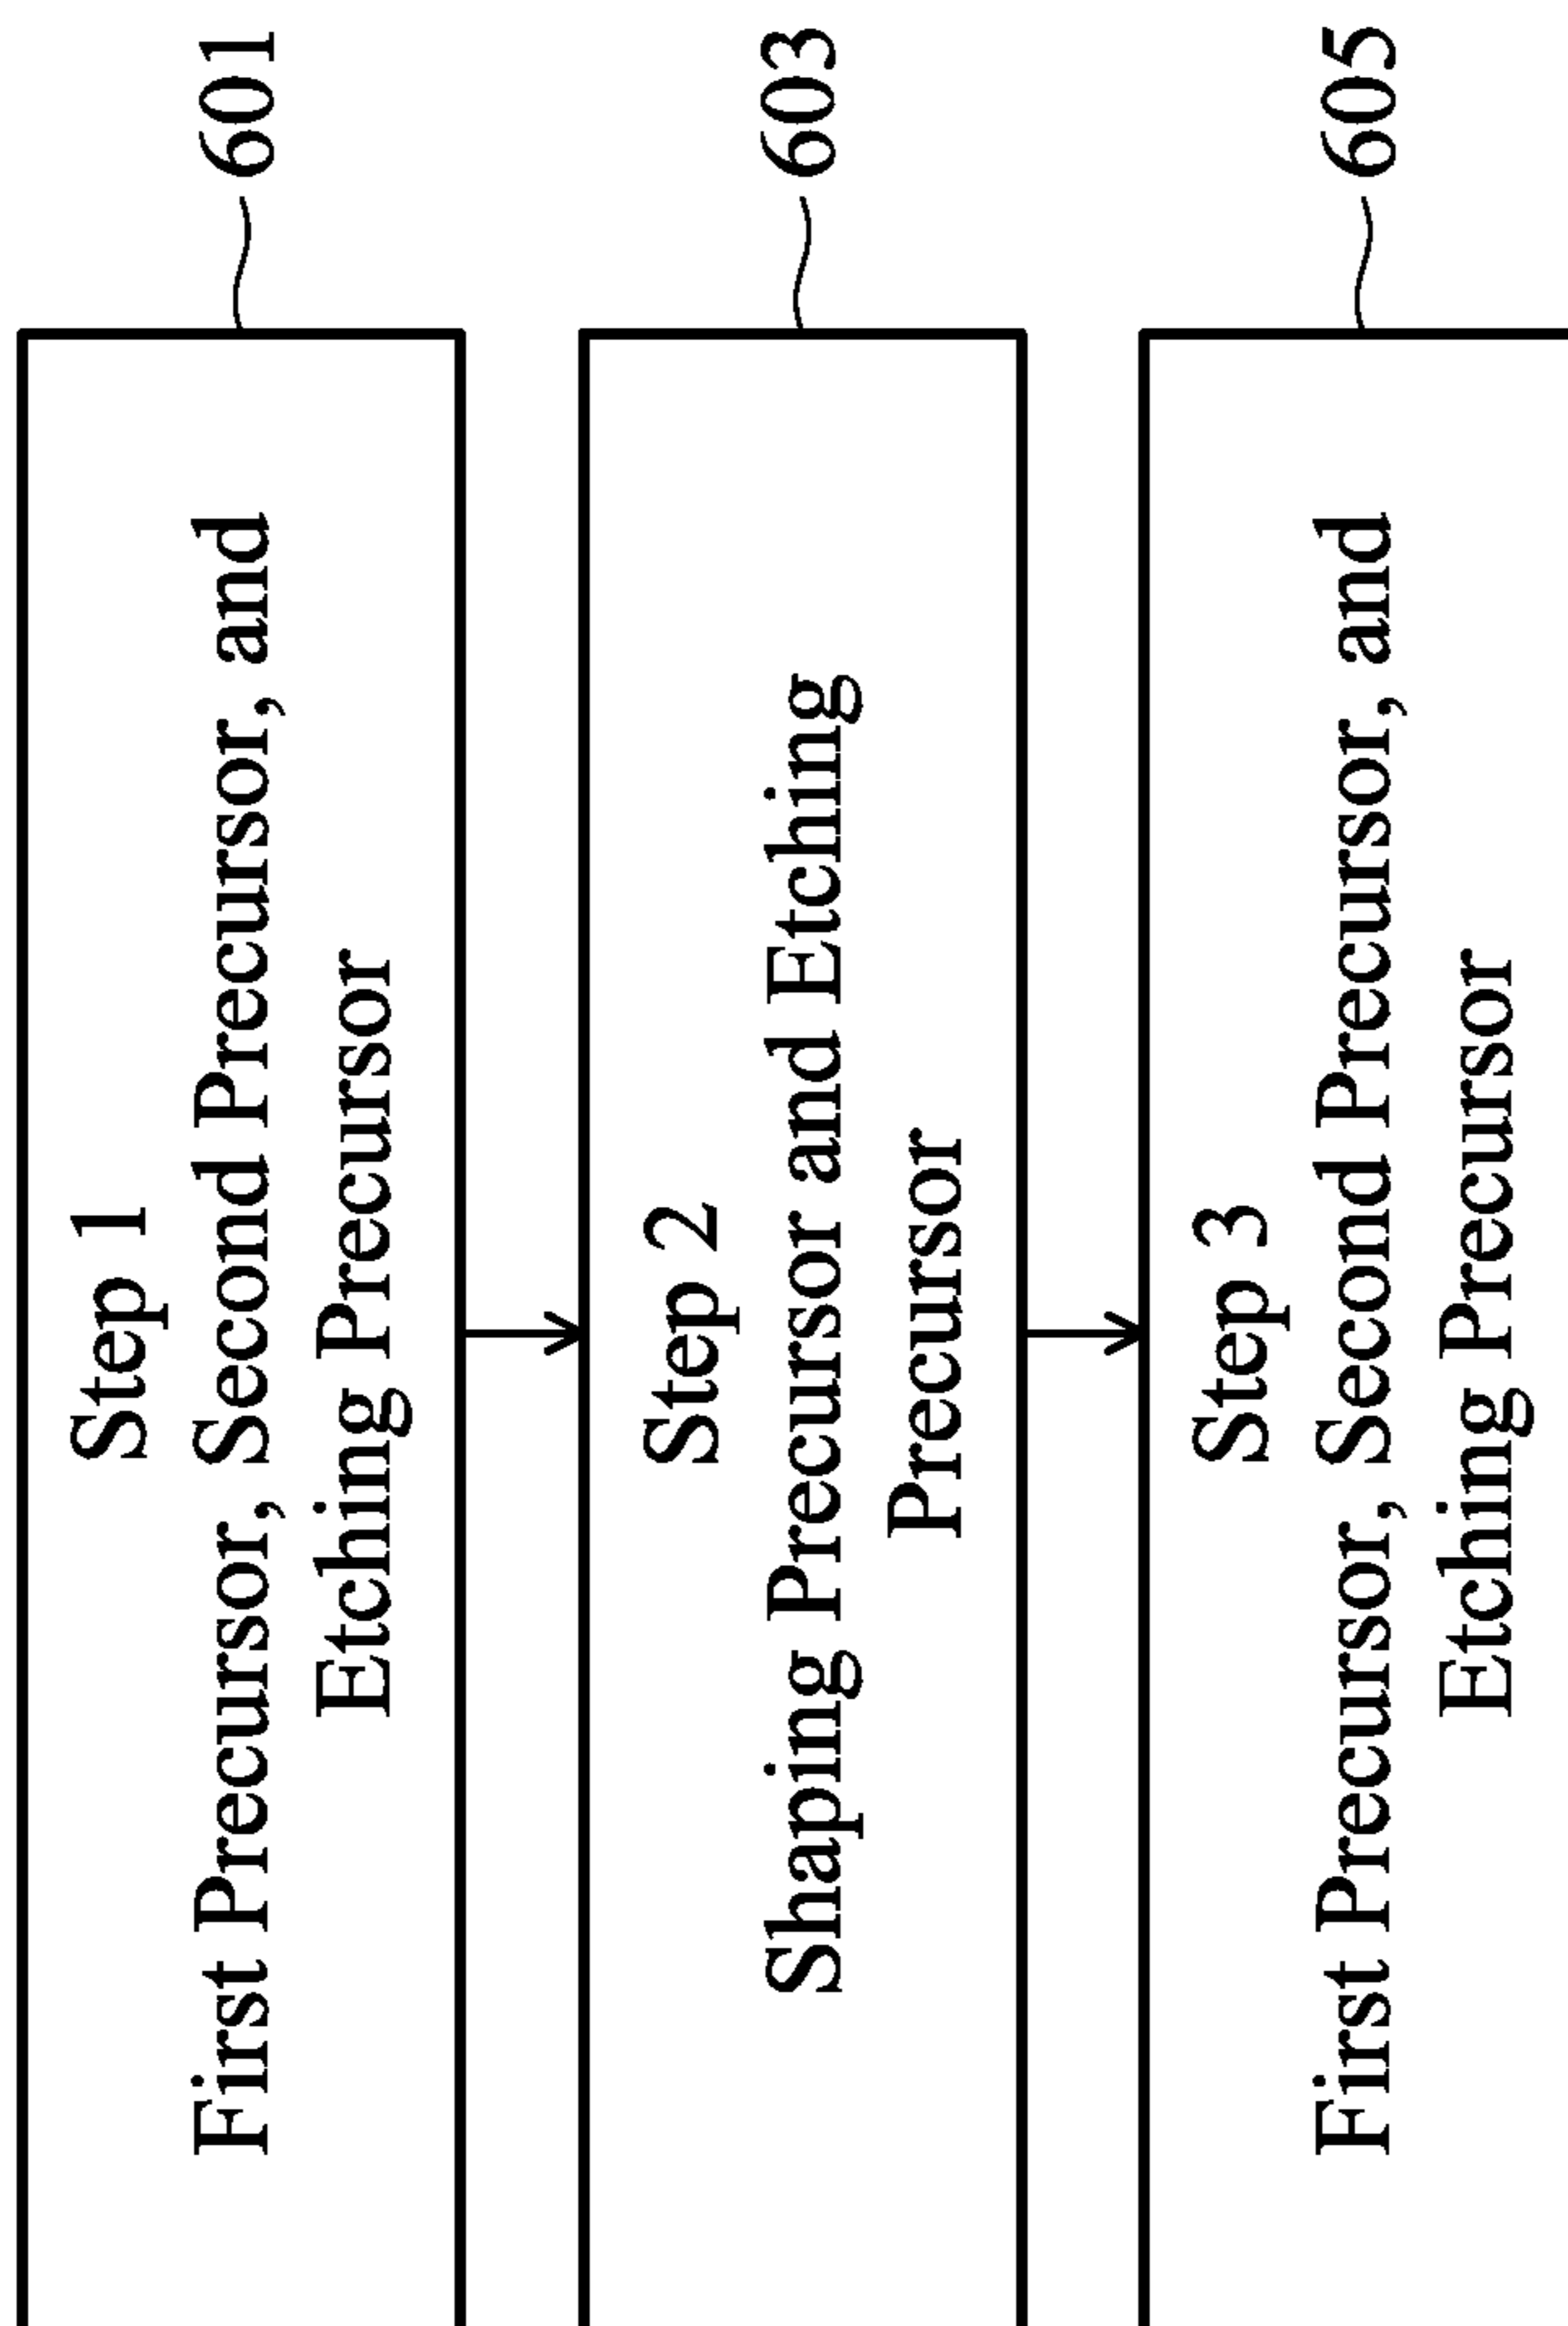 Step 1
First Precursor, Second Precursor, and
Etching Precursor
601
Step 2
Shaping Precursor and Etching
Precursor
603
Step 3
First Precursor, Second Precursor, and
Etching Precursor
605